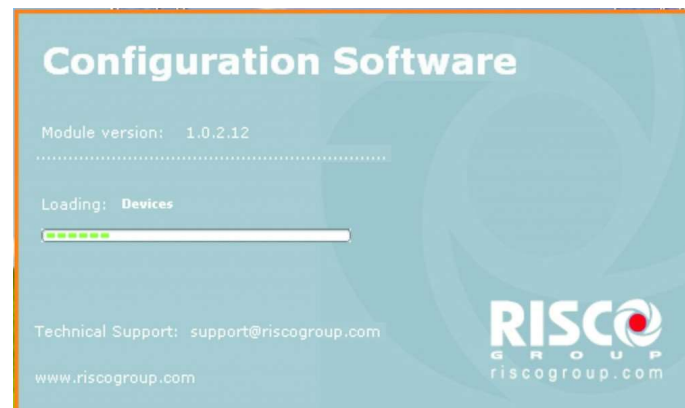 Configuration Software
Module version: 1.0.2.12
Loading: Devices
Technical Support: support@riscogroup.com
www.riscogroup.com
RISCO
GROUP
riscogroup.com